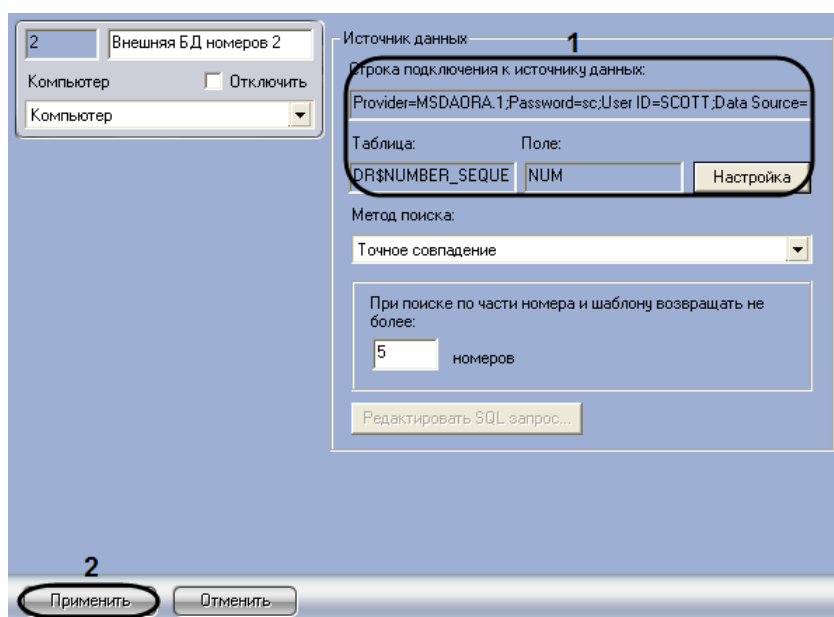 2 Внешняя БД номеров 2
Компьютер Отключить
Компьютер
Источник данных
1
Строка подключения к источнику данных:
Provider=MSDAORA.1;Password=sc;User ID=SCOTT;Data Source=
Таблица: Поле:
DR$NUMBER_SEQUE NUM Настройка
Метод поиска:
Точное совпадение
При поиске по части номера и шаблону возвращать не
более:
5 номеров
Редактировать SQL запрос...
2
Применить Отменить